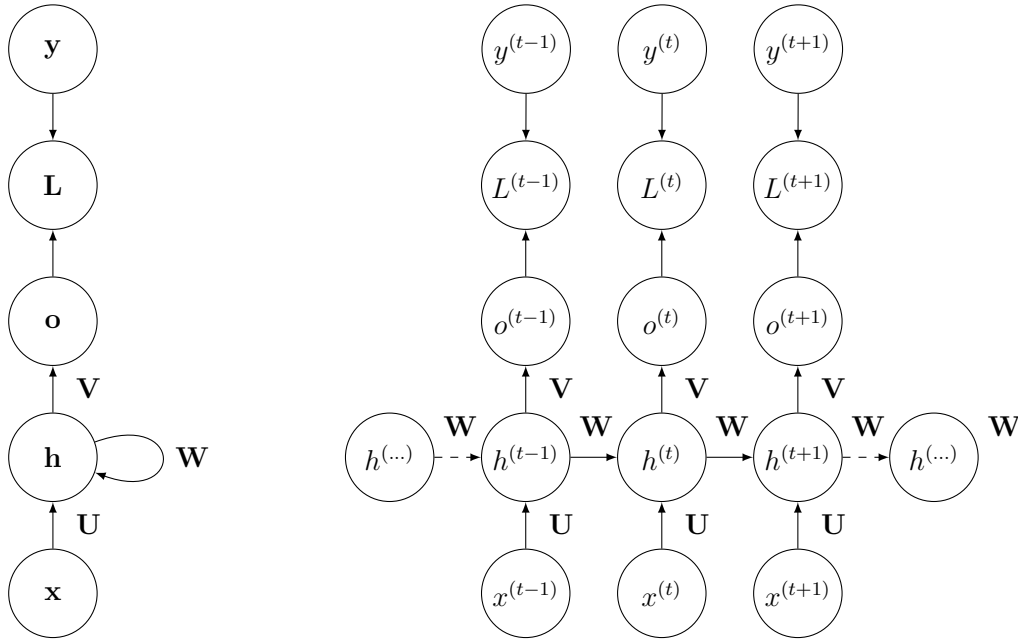 y y^{(t−1)} y^{(t)} y^{(t+1)}
L L^{(t−1)} L^{(t)} L^{(t+1)}
o o^{(t−1)} o^{(t)} o^{(t+1)}
V V V V
W W W W W
h W h^{(...)} h^{(t−1)} h^{(t)} h^{(t+1)} h^{(...)}
U U U U
x x^{(t−1)} x^{(t)} x^{(t+1)}